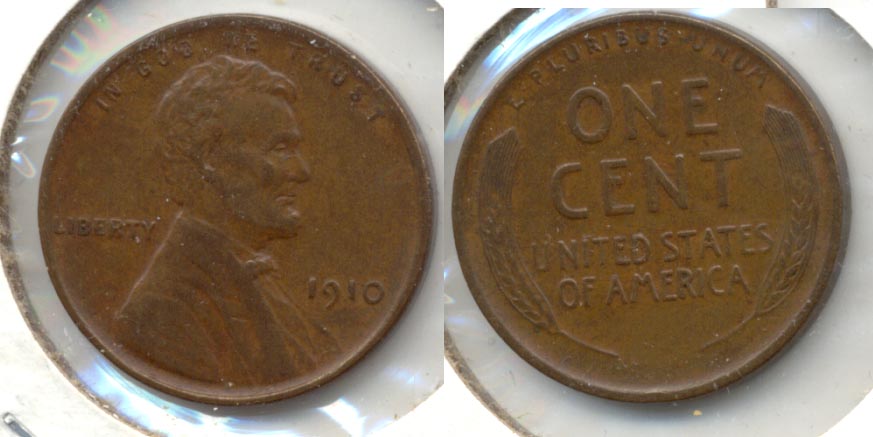 IN GOD WE TRUST
LIBERTY
1910
E·PLURIBUS·UNUM
ONE
CENT
UNITED STATES
OF AMERICA